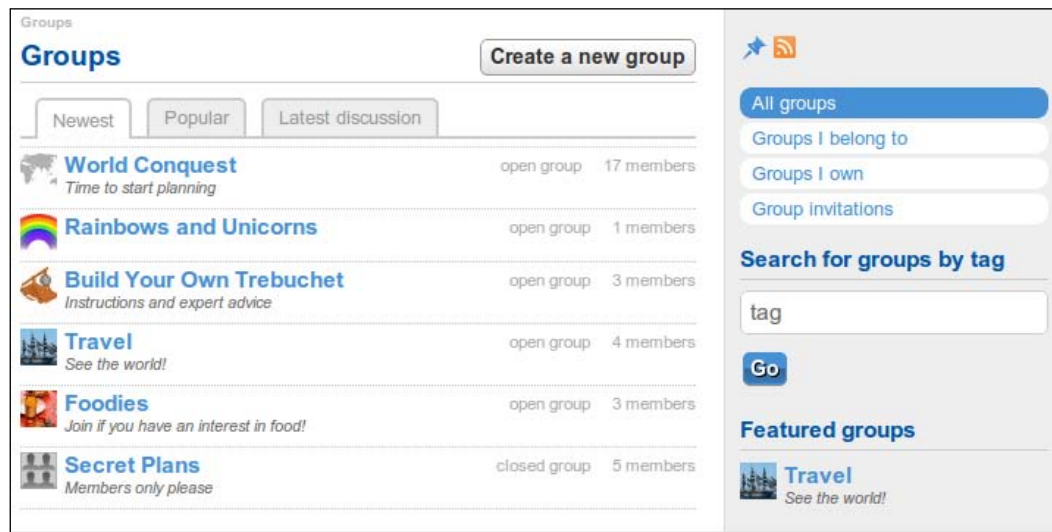 Groups
Groups
Create a new group
Newest
Popular
Latest discussion
World Conquest
open group 17 members
Time to start planning
Rainbows and Unicorns
open group 1 members
Build Your Own Trebuchet
open group 3 members
Instructions and expert advice
Travel
open group 4 members
See the world!
Foodies
open group 3 members
Join if you have an interest in food!
Secret Plans
closed group 5 members
Members only please
All groups
Groups I belong to
Groups I own
Group invitations
Search for groups by tag
tag
Go
Featured groups
Travel
See the world!